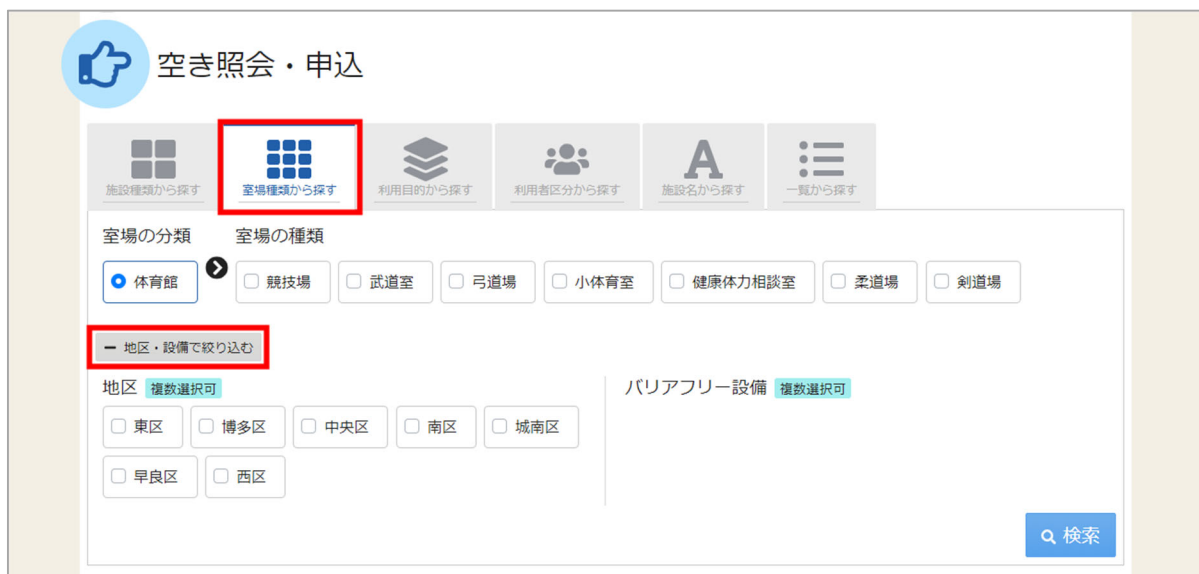 空き照会・申込
施設種類から探す 室場種類から探す 利用目的から探す 利用者区分から探す 施設名から探す 一覧から探す
室場の分類 室場の種類
体育館 競技場 武道室 弓道場 小体育室 健康体力相談室 柔道場 剣道場
地区・設備で絞り込む
地区 複数選択可 バリアフリー設備 複数選択可
東区 博多区 中央区 南区 城南区
早良区 西区
検索